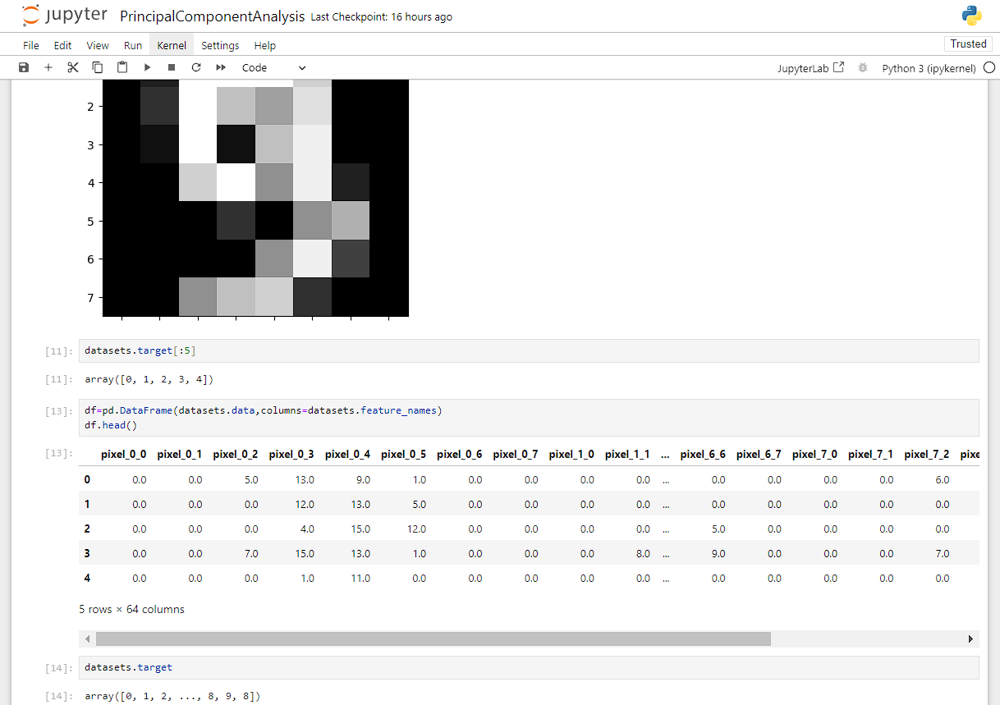 jupyter PrincipalComponentAnalysis Last Checkpoint: 16 hours ago
File Edit View Run Kernel Settings Help Trusted
Code JupyterLab Python 3 (ipykernel)
2
3
4
5
6
7
[11]: datasets.target[:5]
[11]: array([0, 1, 2, 3, 4])
[13]: df=pd.DataFrame(datasets.data,columns=datasets.feature_names)
df.head()
[13]: pixel_0_0 pixel_0_1 pixel_0_2 pixel_0_3 pixel_0_4 pixel_0_5 pixel_0_6 pixel_0_7 pixel_1_0 pixel_1_1 ... pixel_6_6 pixel_6_7 pixel_7_0 pixel_7_1 pixel_7_2 pixe
0 0.0 0.0 5.0 13.0 9.0 1.0 0.0 0.0 0.0 0.0 ... 0.0 0.0 0.0 0.0 6.0
1 0.0 0.0 0.0 12.0 13.0 5.0 0.0 0.0 0.0 0.0 ... 0.0 0.0 0.0 0.0 0.0
2 0.0 0.0 0.0 4.0 15.0 12.0 0.0 0.0 0.0 0.0 ... 5.0 0.0 0.0 0.0 0.0
3 0.0 0.0 7.0 15.0 13.0 1.0 0.0 0.0 0.0 8.0 ... 9.0 0.0 0.0 0.0 7.0
4 0.0 0.0 0.0 1.0 11.0 0.0 0.0 0.0 0.0 0.0 ... 0.0 0.0 0.0 0.0 0.0
5 rows × 64 columns
[14]: datasets.target
[14]: array([0, 1, 2, ..., 8, 9, 8])